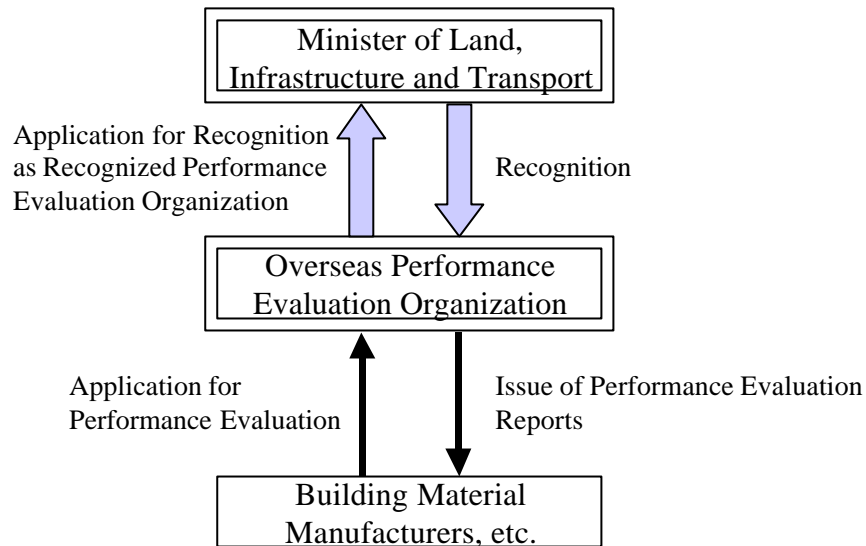 Minister of Land,
Infrastructure and Transport
Application for Recognition
as Recognized Performance
Evaluation Organization
Recognition
Overseas Performance
Evaluation Organization
Application for
Performance Evaluation
Issue of Performance Evaluation
Reports
Building Material
Manufacturers, etc.